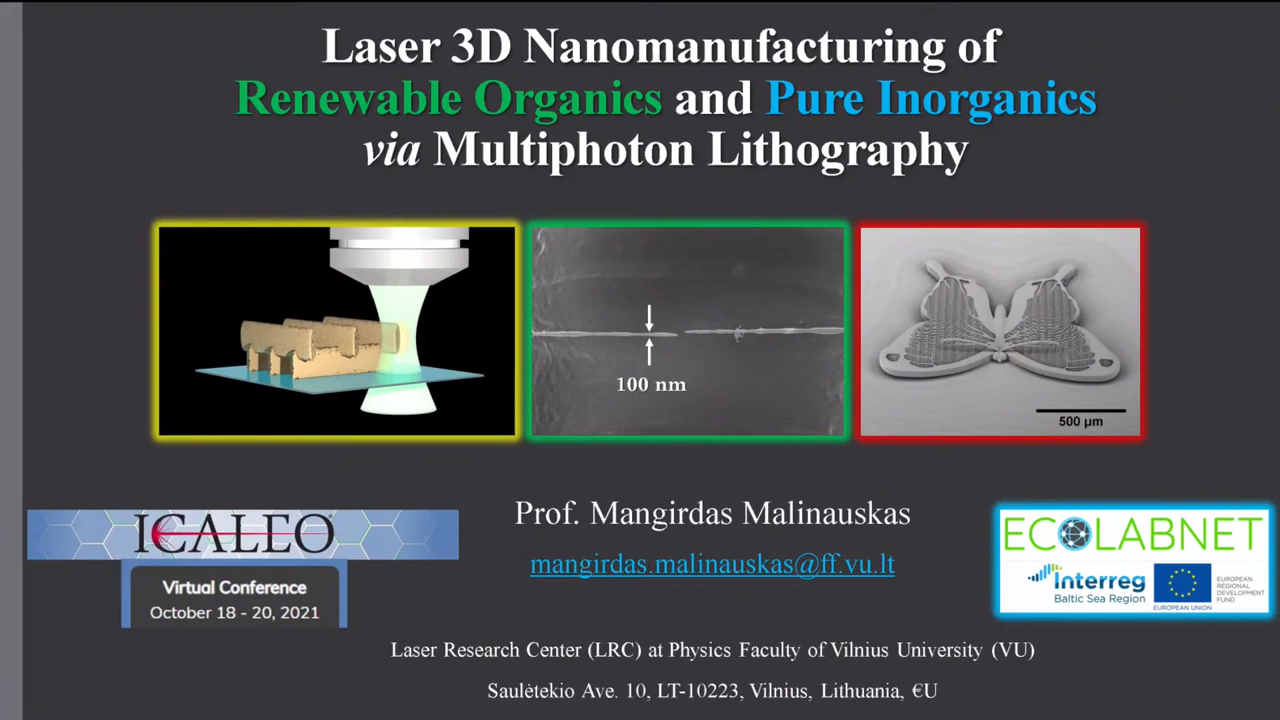 Laser 3D Nanomanufacturing of
Renewable Organics and Pure Inorganics
via Multiphoton Lithography
100 nm
500 µm
ICALEO
Virtual Conference
October 18 - 20, 2021
Prof. Mangirdas Malinauskas
mangirdas.malinauskas@ff.vu.lt
ECOLABNET
Interreg
Baltic Sea Region
EUROPEAN UNION
EUROPEAN
REGIONAL
DEVELOPMENT
FUND
Laser Research Center (LRC) at Physics Faculty of Vilnius University (VU)
Saulėtekio Ave. 10, LT-10223, Vilnius, Lithuania, €U